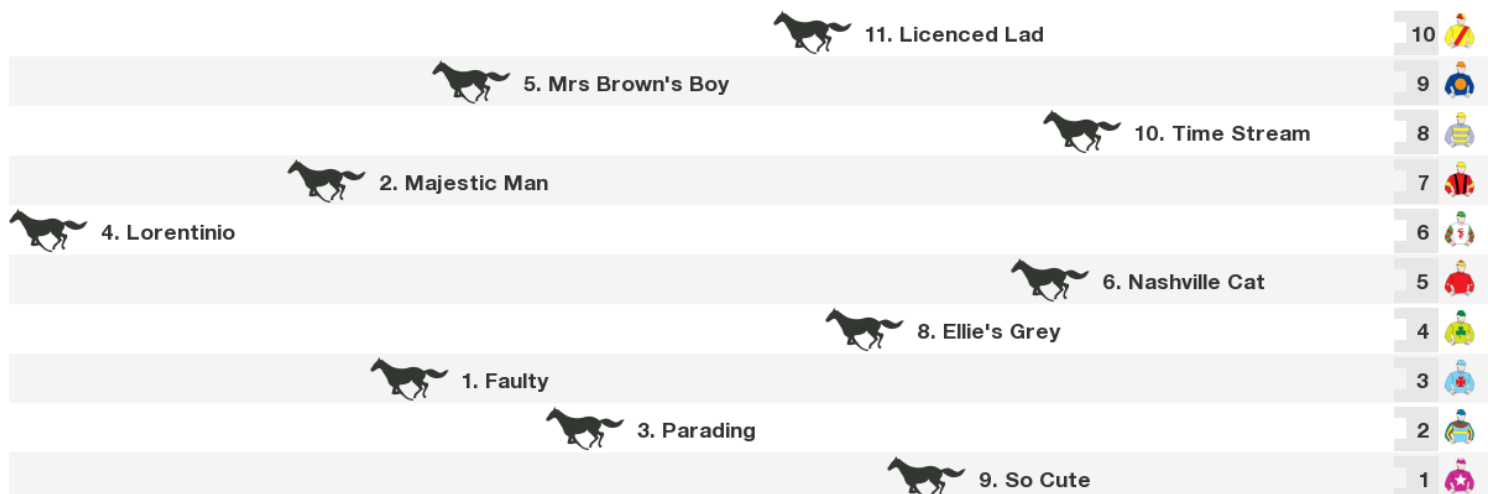 11. Licenced Lad 10
5. Mrs Brown's Boy 9
10. Time Stream 8
2. Majestic Man 7
4. Lorentinio 6
6. Nashville Cat 5
8. Ellie's Grey 4
1. Faulty 3
3. Parading 2
9. So Cute 1